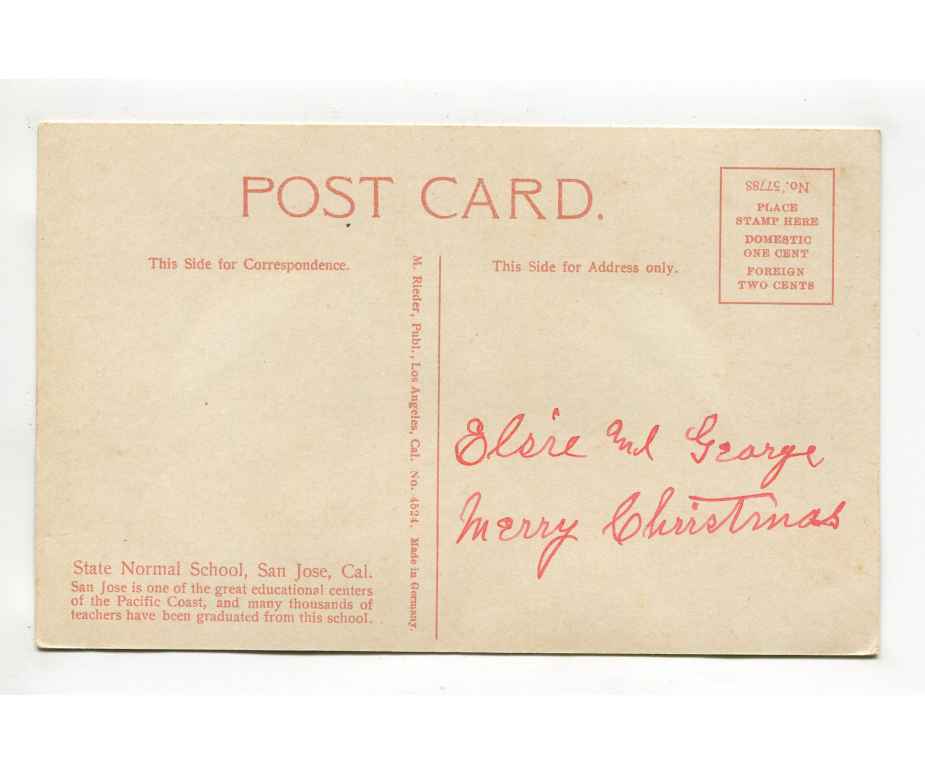 POST CARD.
No. 57788
PLACE
STAMP HERE
DOMESTIC
ONE CENT
FOREIGN
TWO CENTS
This Side for Correspondence.
This Side for Address only.
M. Rieder, Publ., Los Angeles, Cal. No. 4524. Made in Germany.
Elsie and George
Merry Christmas
State Normal School, San Jose, Cal.
San Jose is one of the great educational centers
of the Pacific Coast, and many thousands of
teachers have been graduated from this school.